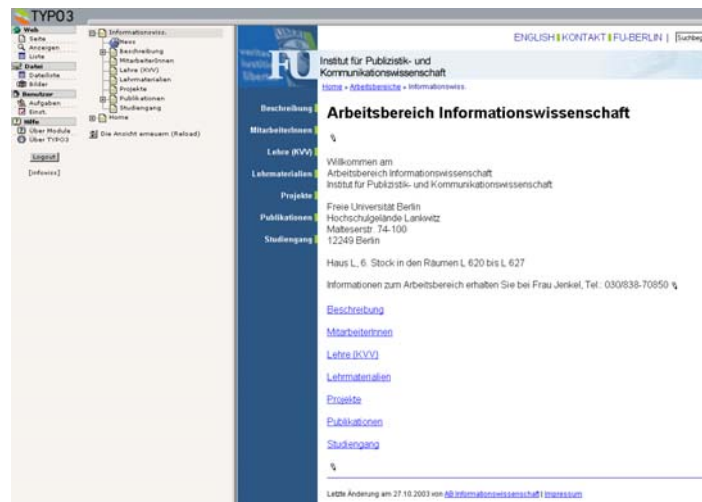 TYPO3
Web
Seite
Anzeigen
Liste
Datei
Dateiliste
Bilder
Benutzer
Aufgaben
Einst.
Hilfe
Über Module
Über TYPO3
Logout
[infowiss]
Informationswiss.
News
Beschreibung
MitarbeiterInnen
Lehre (KVV)
Lehrmaterialien
Projekte
Publikationen
Studiengang
Home
Die Ansicht erneuern (Reload)
FU
ENGLISH KONTAKT FU-BERLIN |
Institut für Publizistik- und
Kommunikationswissenschaft
Home » Arbeitsbereiche » Informationswiss.
Beschreibung
MitarbeiterInnen
Lehre (KVV)
Lehrmaterialien
Projekte
Publikationen
Studiengang
Arbeitsbereich Informationswissenschaft
Willkommen am
Arbeitsbereich Informationswissenschaft
Institut für Publizistik- und Kommunikationswissenschaft
Freie Universität Berlin
Hochschulgelände Lankwitz
Malteserstr. 74-100
12249 Berlin
Haus L, 6. Stock in den Räumen L 620 bis L 627
Informationen zum Arbeitsbereich erhalten Sie bei Frau Jenkel, Tel.: 030/838-70850
Beschreibung
MitarbeiterInnen
Lehre (KVV)
Lehrmaterialien
Projekte
Publikationen
Studiengang
Letzte Änderung am 27.10.2003 von AB Informationswissenschaft | Impressum